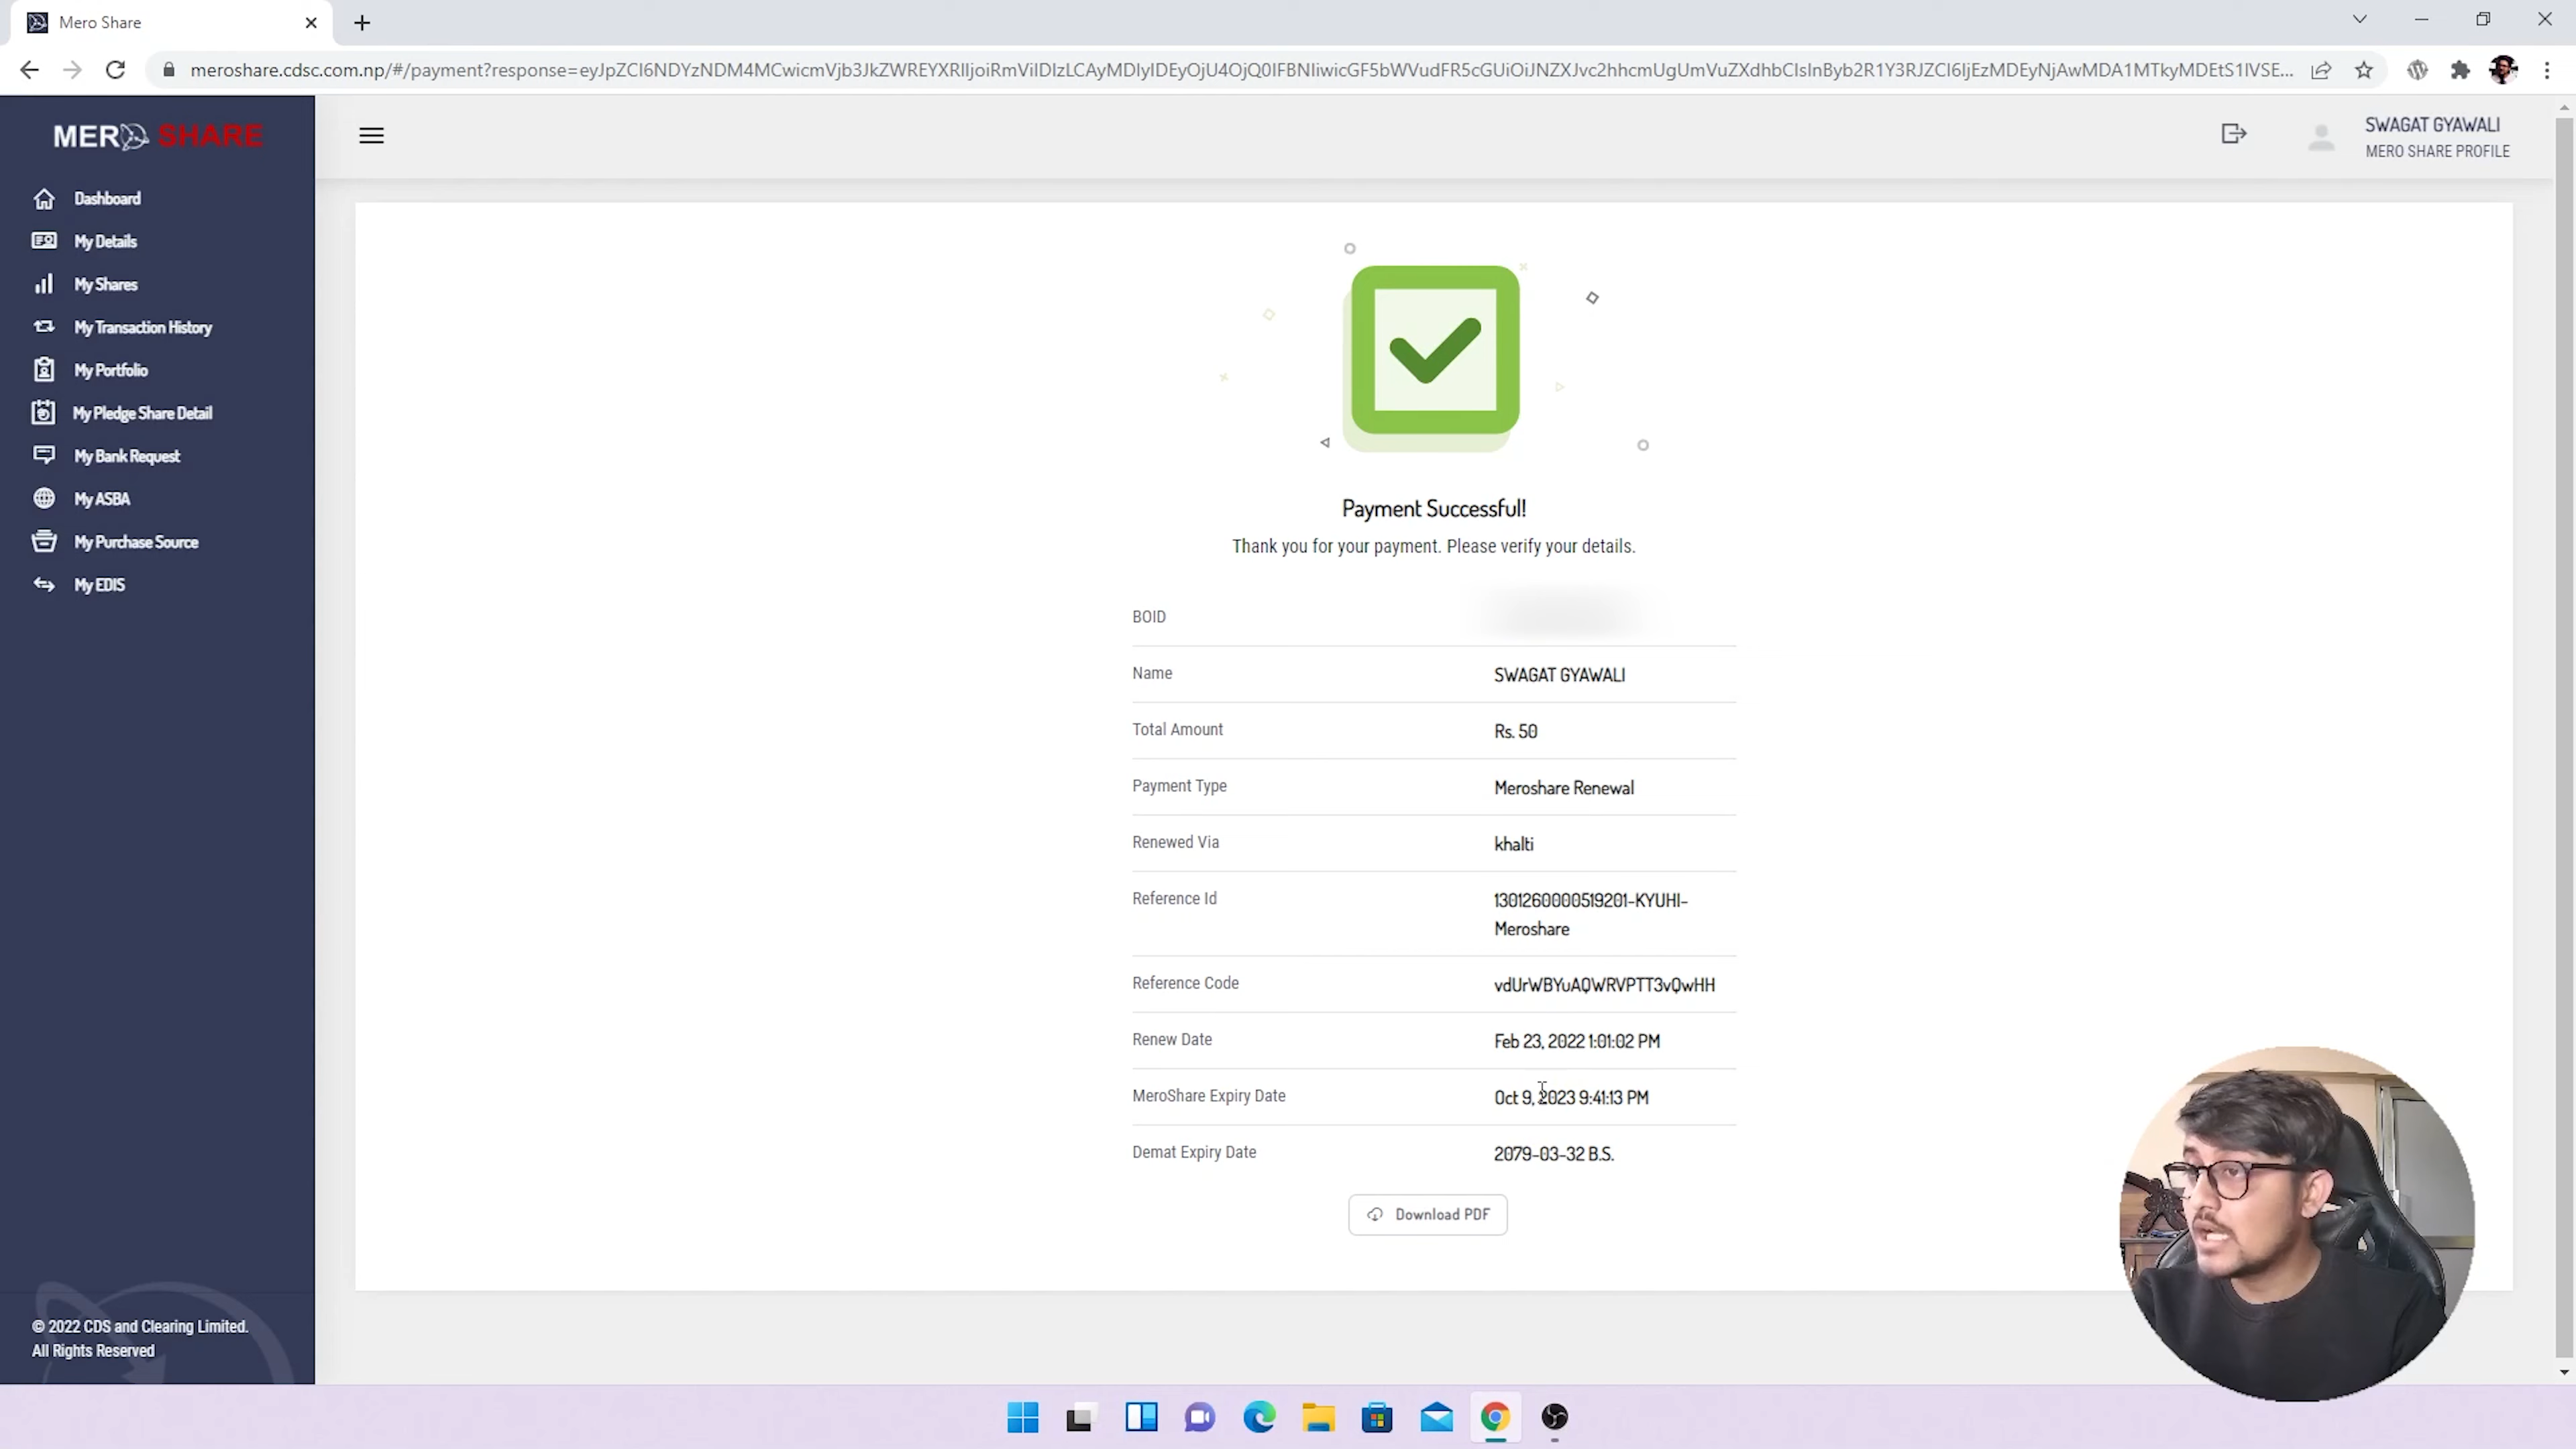 Mero Share
meroshare.cdsc.com.np/#/payment?response=eyJpZCI6NDYzNDM4MCwicmVjb3JkZWREYXRlIjoiRmViIDIzLCAyMDIyIDEyOjU4OjQ0IFBNIiwicGF5bWVudFR5cGUiOiJNZXJvc2hhcmUgUmVuZXdhbCIsInByb2R1Y3RJZCI6IjEzMDEyNjAwMDA1MTkyMDEtS1lVSE...
MERO SHARE
SWAGAT GYAWALI
MERO SHARE PROFILE
Dashboard
My Details
My Shares
My Transaction History
My Portfolio
My Pledge Share Detail
My Bank Request
My ASBA
My Purchase Source
My EDIS
Payment Successful!
Thank you for your payment. Please verify your details.
BOID
Name SWAGAT GYAWALI
Total Amount Rs. 50
Payment Type Meroshare Renewal
Renewed Via khalti
Reference Id 1301260000519201-KYUHI-
Meroshare
Reference Code vdUrWBYuAQWRVPTT3vQwHH
Renew Date Feb 23, 2022 1:01:02 PM
MeroShare Expiry Date Oct 9, 2023 9:41:13 PM
Demat Expiry Date 2079-03-32 B.S.
Download PDF
© 2022 CDS and Clearing Limited.
All Rights Reserved